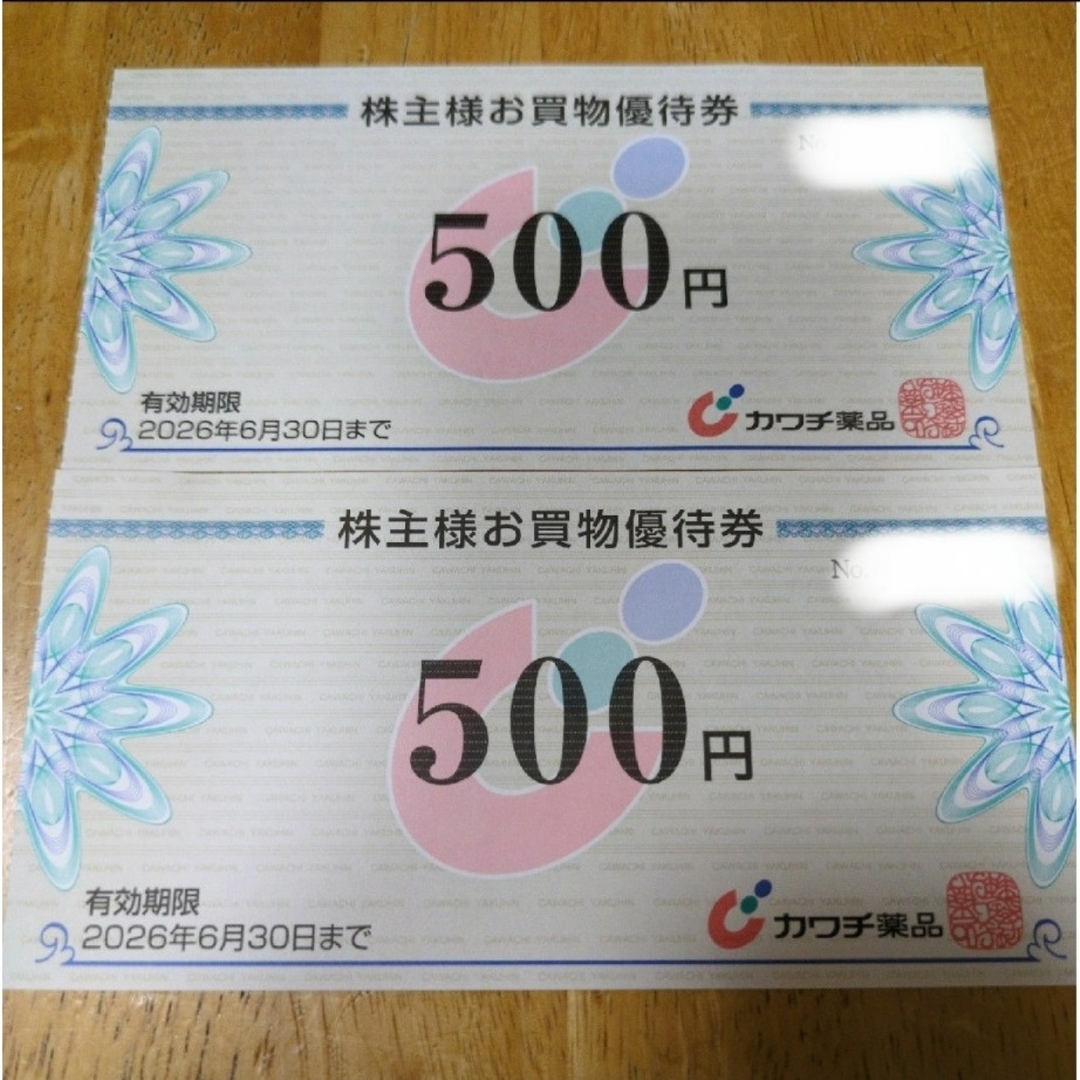 株主様お買物優待券
No.
500円
有効期限
2026年6月30日まで
カワチ薬品
株主様お買物優待券
No.
500円
有効期限
2026年6月30日まで
カワチ薬品